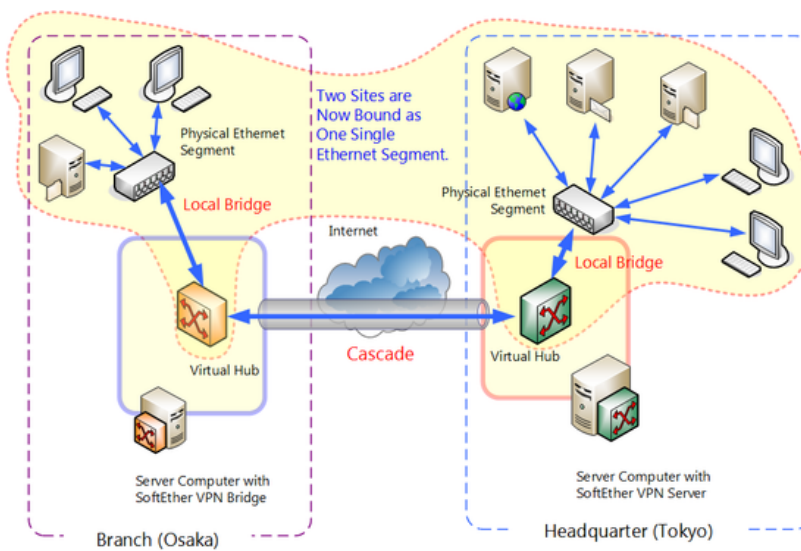 Two Sites are
Now Bound as
One Single
Ethernet Segment.
Physical Ethernet
Segment
Local Bridge
Physical Ethernet
Segment
Internet
Local Bridge
Virtual Hub
Cascade
Virtual Hub
Server Computer with
SoftEther VPN Bridge
Server Computer with
SoftEther VPN Server
Branch (Osaka)
Headquarter (Tokyo)